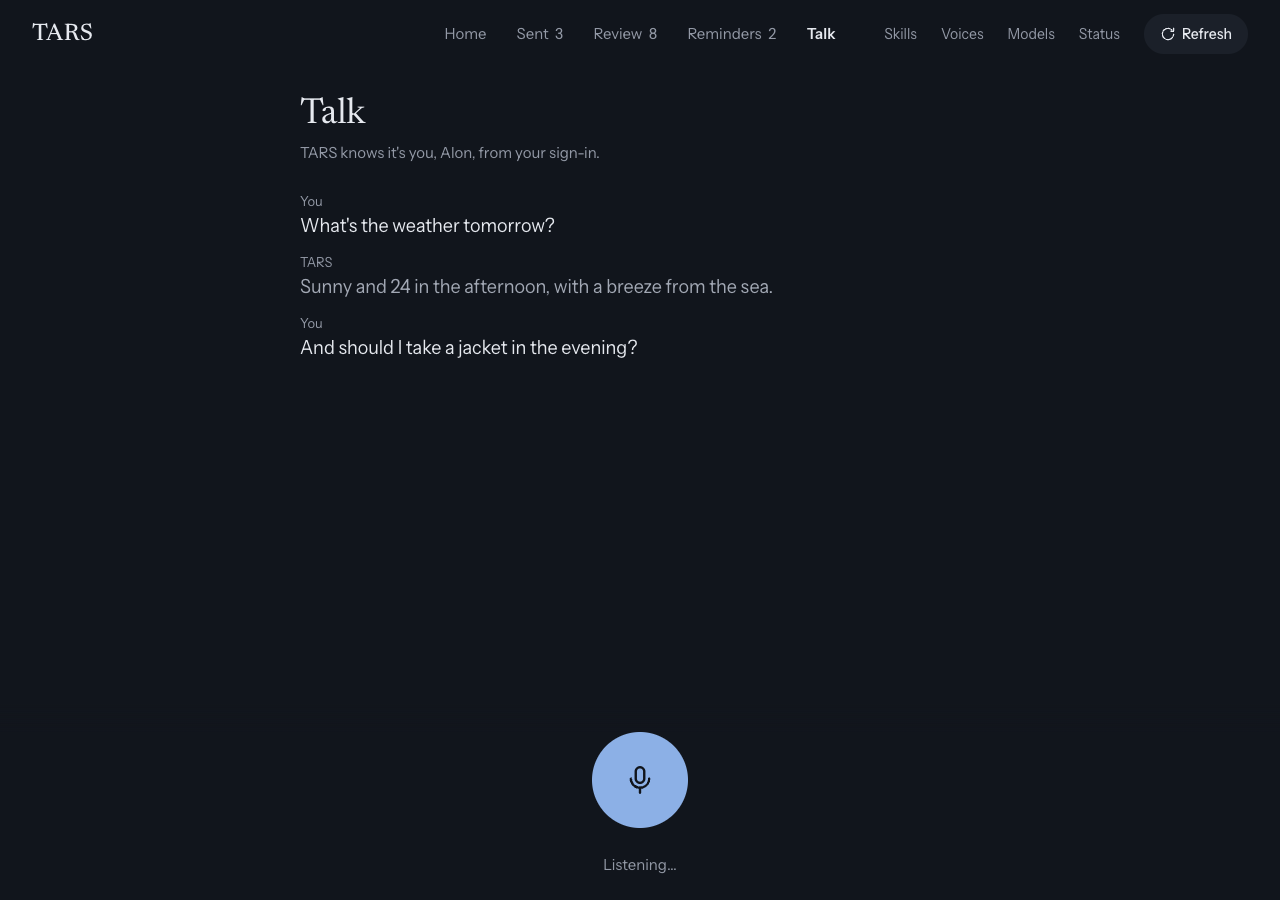 TARS
Home Sent 3 Review 8 Reminders 2 Talk Skills Voices Models Status Refresh
Talk
TARS knows it's you, Alon, from your sign-in.
You
What's the weather tomorrow?
TARS
Sunny and 24 in the afternoon, with a breeze from the sea.
You
And should I take a jacket in the evening?
Listening...